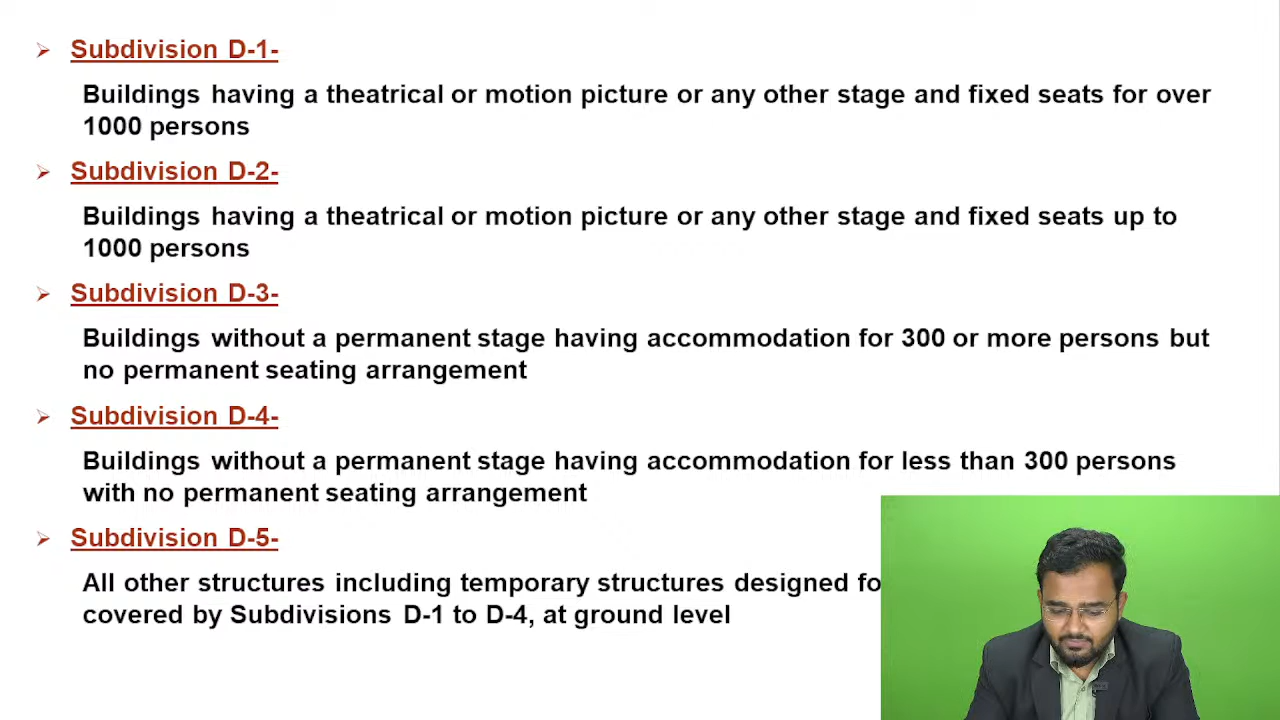 Subdivision D-1-
Buildings having a theatrical or motion picture or any other stage and fixed seats for over
1000 persons
Subdivision D-2-
Buildings having a theatrical or motion picture or any other stage and fixed seats up to
1000 persons
Subdivision D-3-
Buildings without a permanent stage having accommodation for 300 or more persons but
no permanent seating arrangement
Subdivision D-4-
Buildings without a permanent stage having accommodation for less than 300 persons
with no permanent seating arrangement
Subdivision D-5-
All other structures including temporary structures designed fo
covered by Subdivisions D-1 to D-4, at ground level